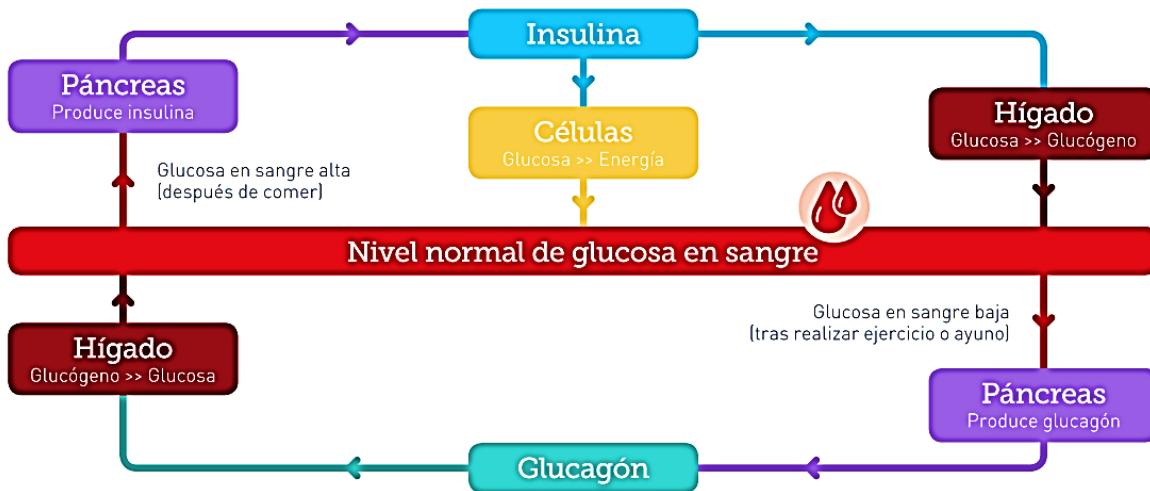 Insulina
Páncreas
Produce insulina
Células
Glucosa >> Energía
Hígado
Glucosa >> Glucógeno
Glucosa en sangre alta
(después de comer)
Nivel normal de glucosa en sangre
Glucosa en sangre baja
(tras realizar ejercicio o ayuno)
Hígado
Glucógeno >> Glucosa
Páncreas
Produce glucagón
Glucagón